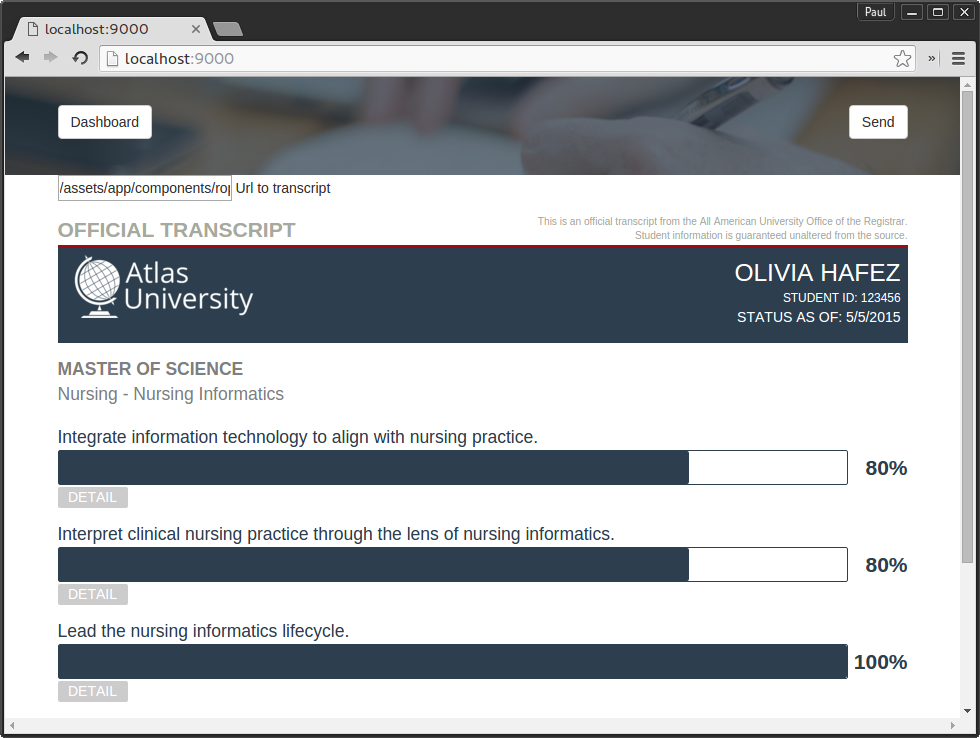 Paul
localhost:9000
localhost:9000
»
Dashboard
Send
/assets/app/components/rop Url to transcript
OFFICIAL TRANSCRIPT
This is an official transcript from the All American University Office of the Registrar.
Student information is guaranteed unaltered from the source.
Atlas
University
OLIVIA HAFEZ
STUDENT ID: 123456
STATUS AS OF: 5/5/2015
MASTER OF SCIENCE
Nursing - Nursing Informatics
Integrate information technology to align with nursing practice.
80%
DETAIL
Interpret clinical nursing practice through the lens of nursing informatics.
80%
DETAIL
Lead the nursing informatics lifecycle.
100%
DETAIL